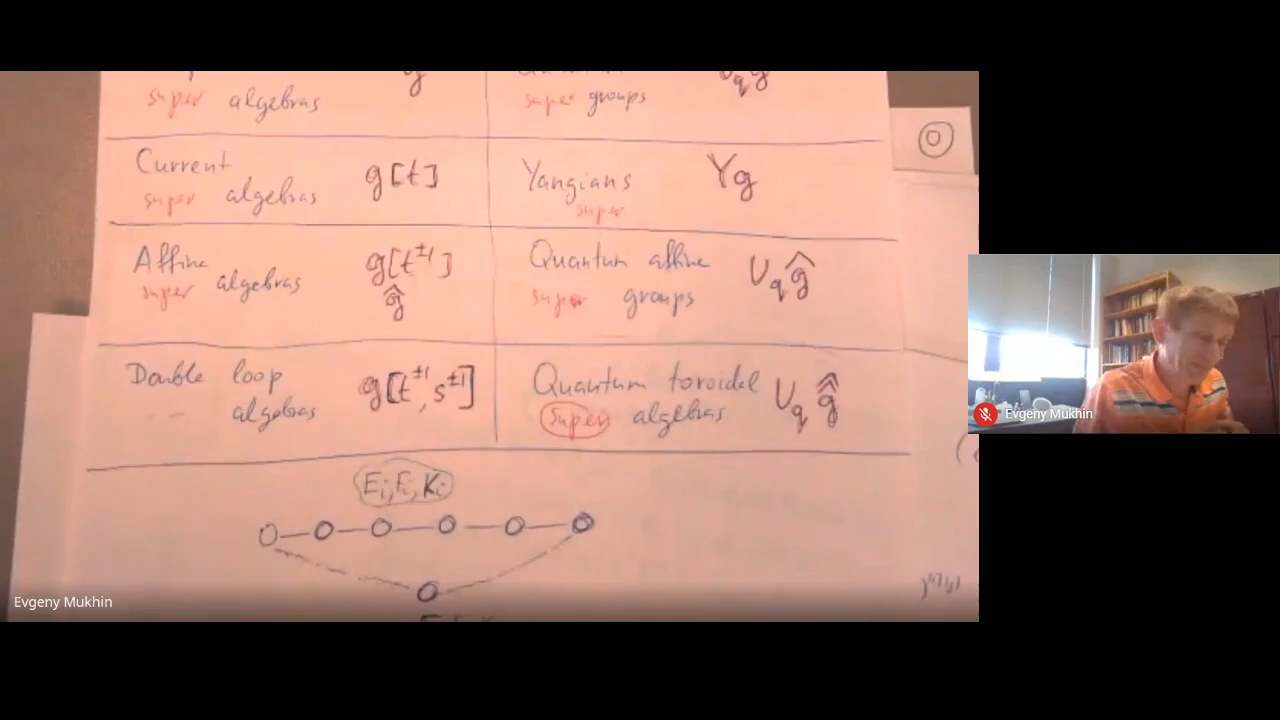 super algebras g
super groups U_q g
Current
super algebras g[t]
Yangians
super Yg
Affine
super algebras g[t^{±1}]
ĝ
Quantum affine
super groups U_q ĝ
Double loop
algebras g[t^{±1}, s^{±1}]
Quantum toroidal
super algebras U_q g^^
E_i, F_i, K_i
Evgeny Mukhin
Evgeny Mukhin